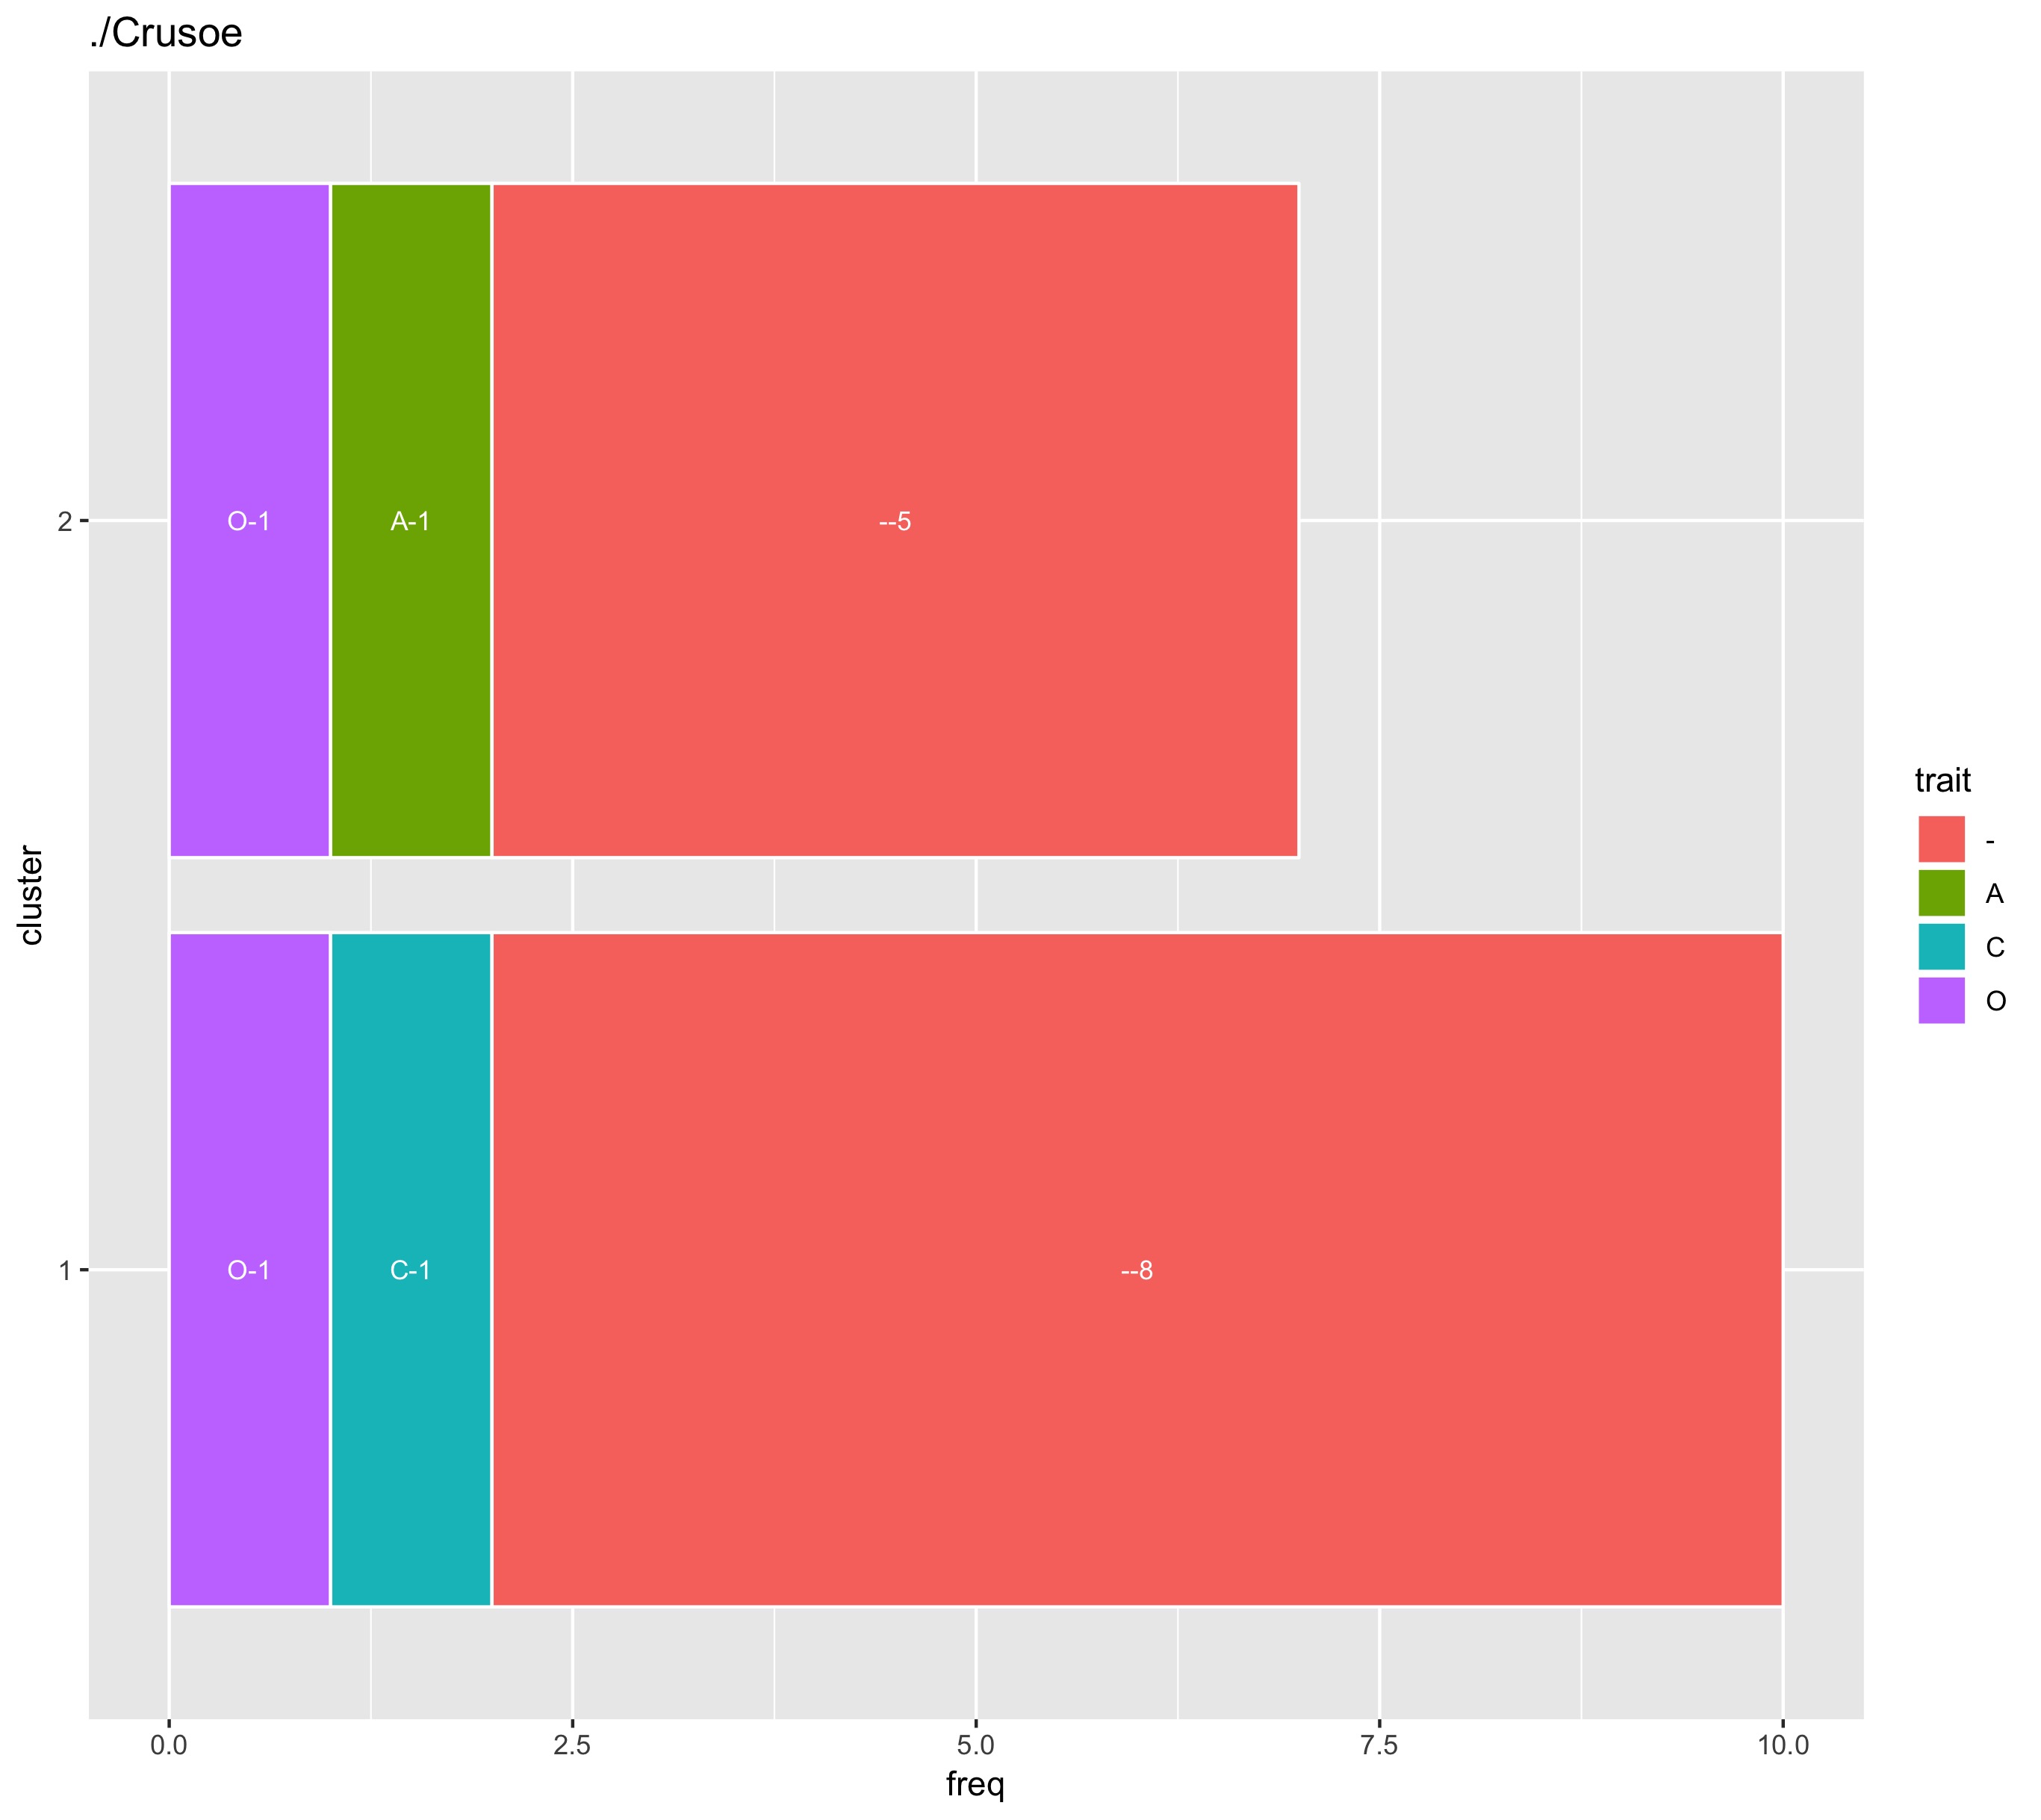 ./Crusoe
2
O-1
A-1
--5
cluster
1
O-1
C-1
--8
0.0
2.5
5.0
7.5
10.0
freq
trait
-
A
C
O